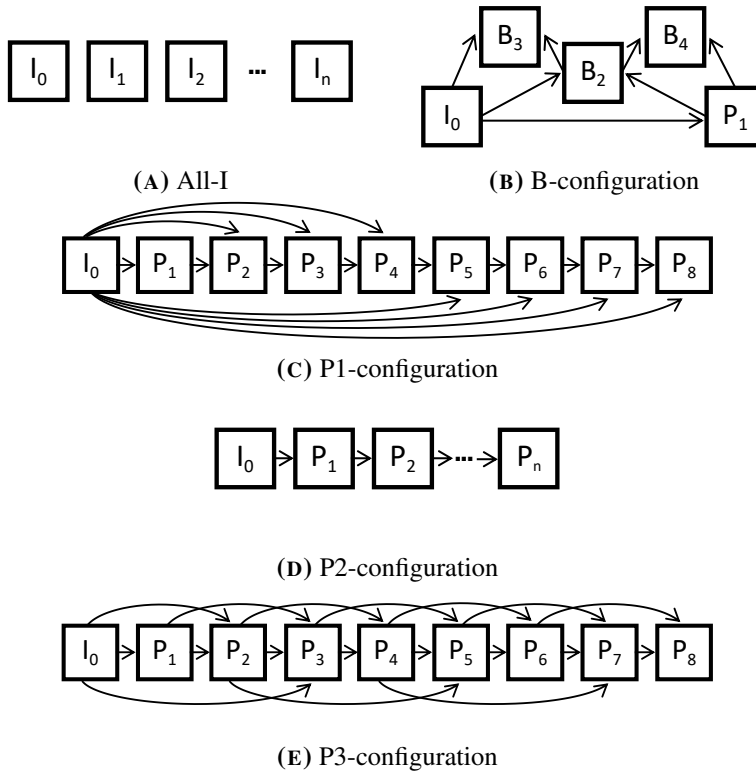 I0 I1 I2 ... In
B3 B4
B2
I0 P1
(A) All-I (B) B-configuration
I0 P1 P2 P3 P4 P5 P6 P7 P8
(C) P1-configuration
I0 P1 P2 ... Pn
(D) P2-configuration
I0 P1 P2 P3 P4 P5 P6 P7 P8
(E) P3-configuration